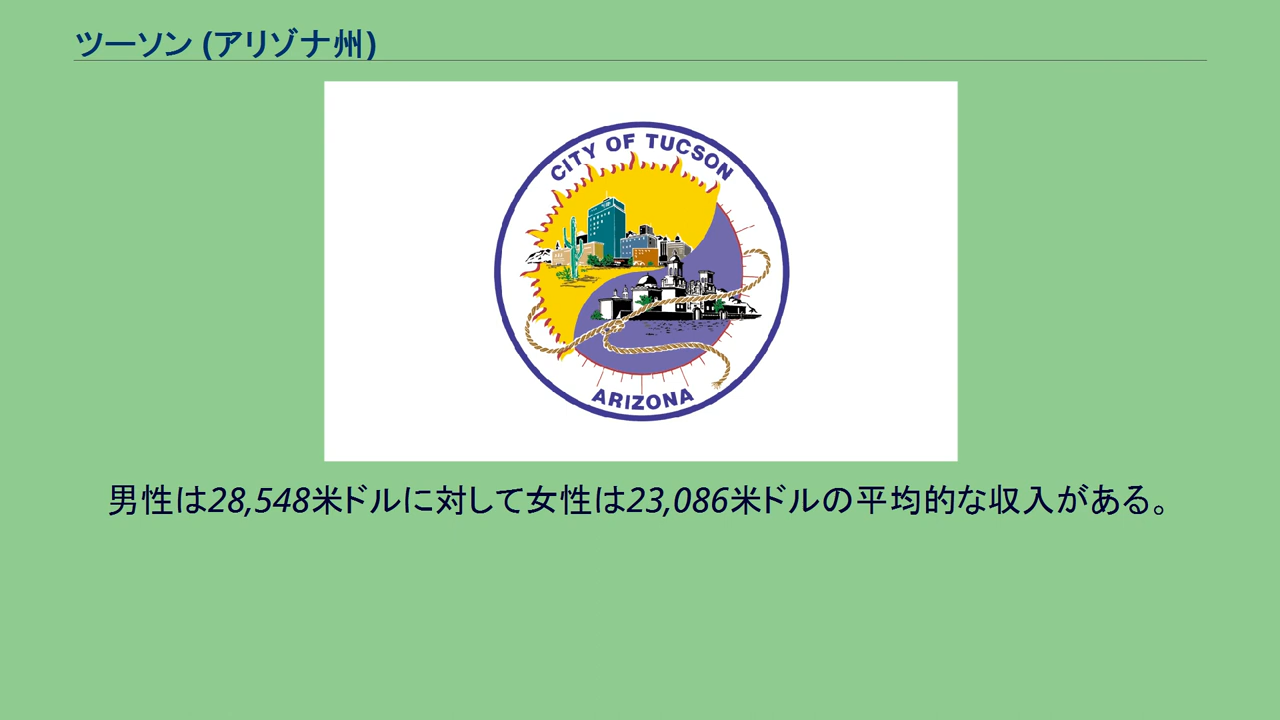 ツーソン (アリゾナ州)
CITY OF TUCSON
ARIZONA
男性は28,548米ドルに対して女性は23,086米ドルの平均的な収入がある。